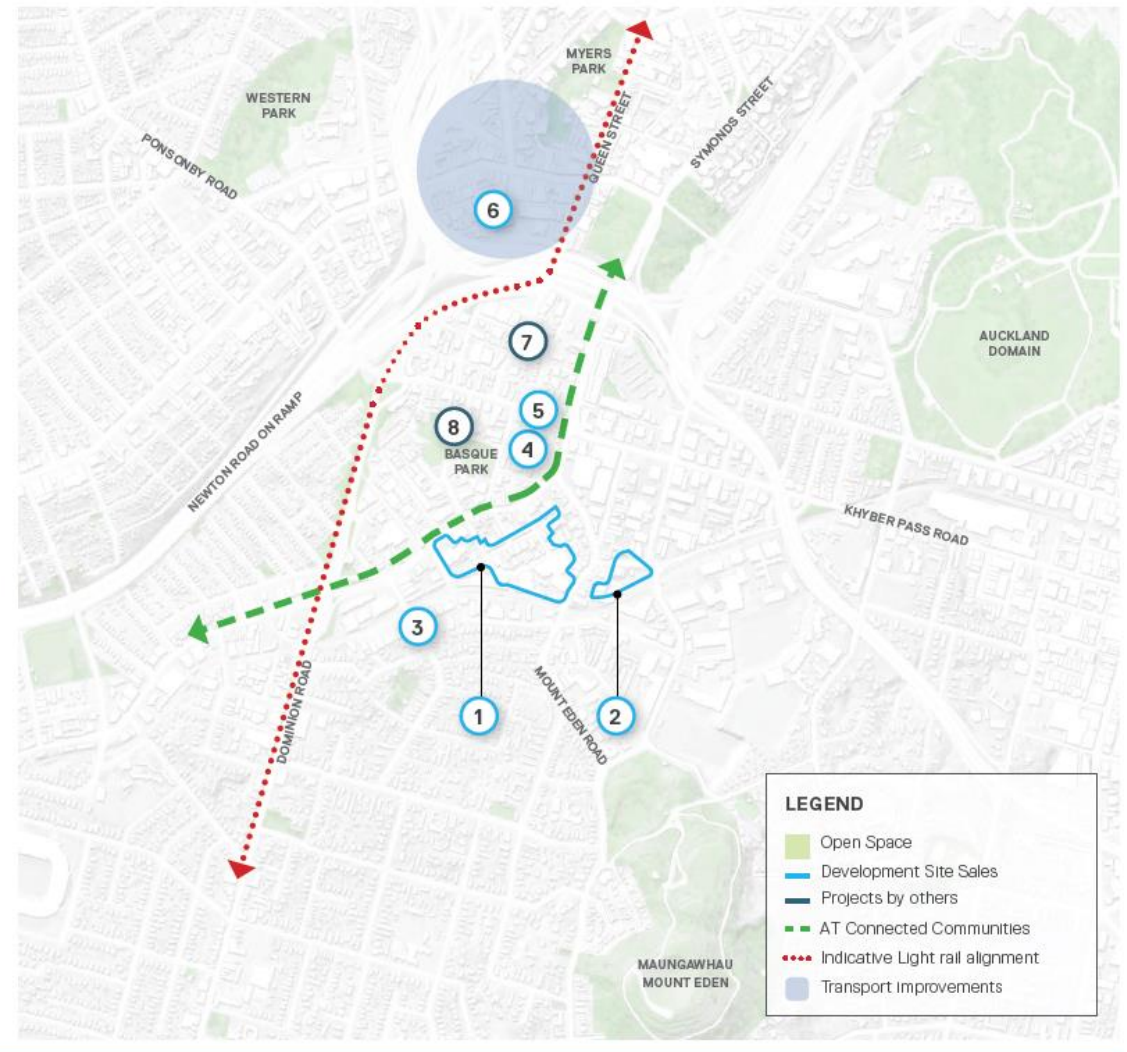 MYERS
PARK
WESTERN
PARK
PONSONBY ROAD
QUEEN STREET
SYMONDS STREET
6
7
AUCKLAND
DOMAIN
5
8
4
BASQUE
PARK
NEWTON ROAD ON RAMP
KHYBER PASS ROAD
3
DOMINION ROAD
1
MOUNT EDEN ROAD
2
MAUNGAWHAU
MOUNT EDEN
LEGEND
Open Space
Development Site Sales
Projects by others
AT Connected Communities
Indicative Light rail alignment
Transport improvements